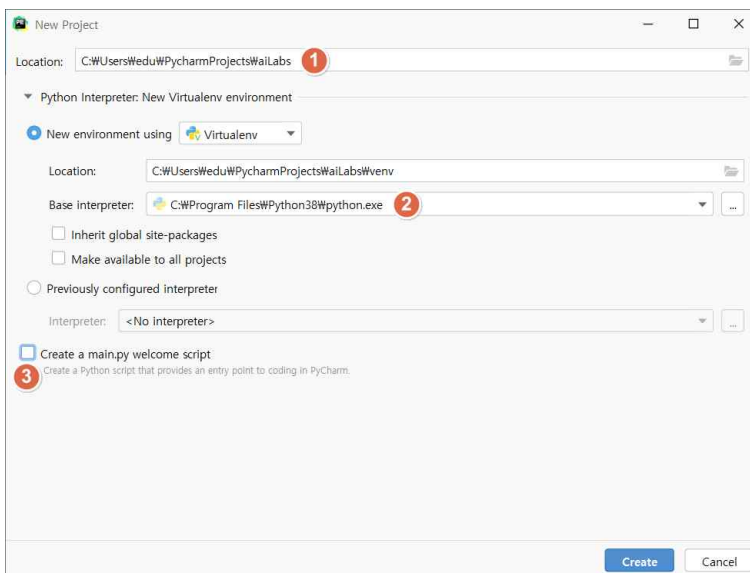 New Project
Location: C:₩Users₩edu₩PycharmProjects₩aiLabs 1
Python Interpreter: New Virtualenv environment
New environment using Virtualenv
Location: C:₩Users₩edu₩PycharmProjects₩aiLabs₩venv
Base interpreter: C:₩Program Files₩Python38₩python.exe 2 ...
Inherit global site-packages
Make available to all projects
Previously configured interpreter
Interpreter: <No interpreter> ...
Create a main.py welcome script
3 Create a Python script that provides an entry point to coding in PyCharm.
Create Cancel